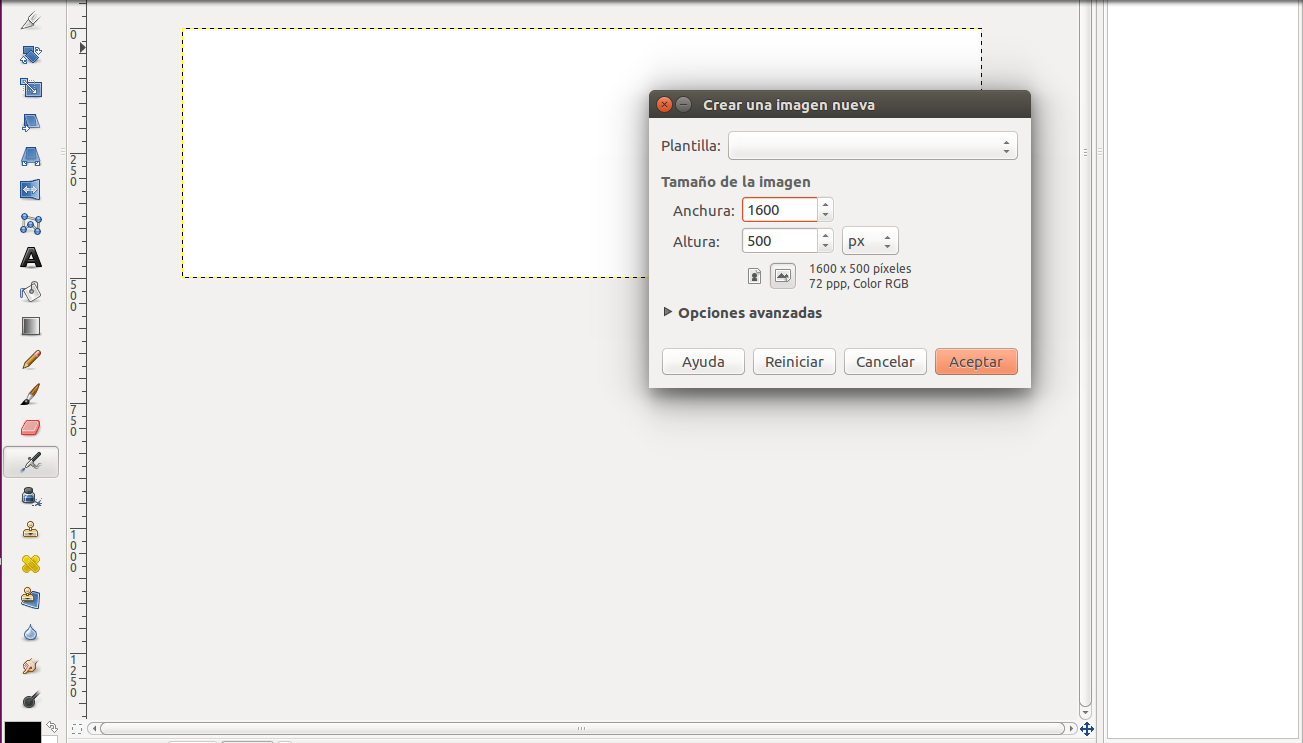 Crear una imagen nueva
Plantilla:
Tamaño de la imagen
Anchura: 1600
Altura: 500 px
1600 x 500 píxeles
72 ppp, Color RGB
Opciones avanzadas
Ayuda Reiniciar Cancelar Aceptar
0
250
500
750
1000
1250